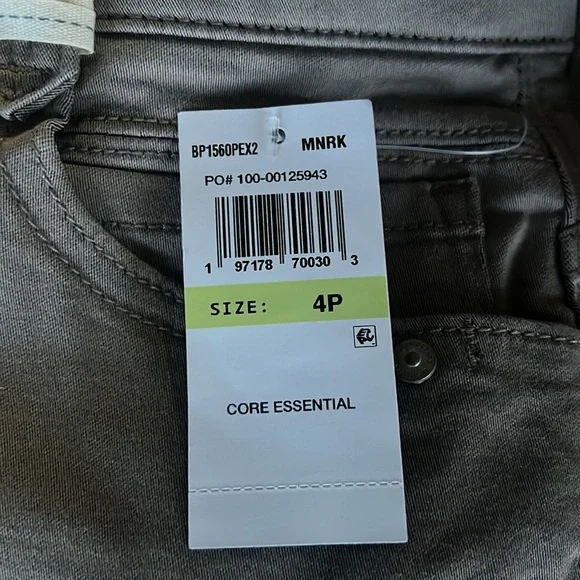 BP1560PEX2 MNRK
PO# 100-00125943
1 97178 70030 3
SIZE: 4P
CORE ESSENTIAL